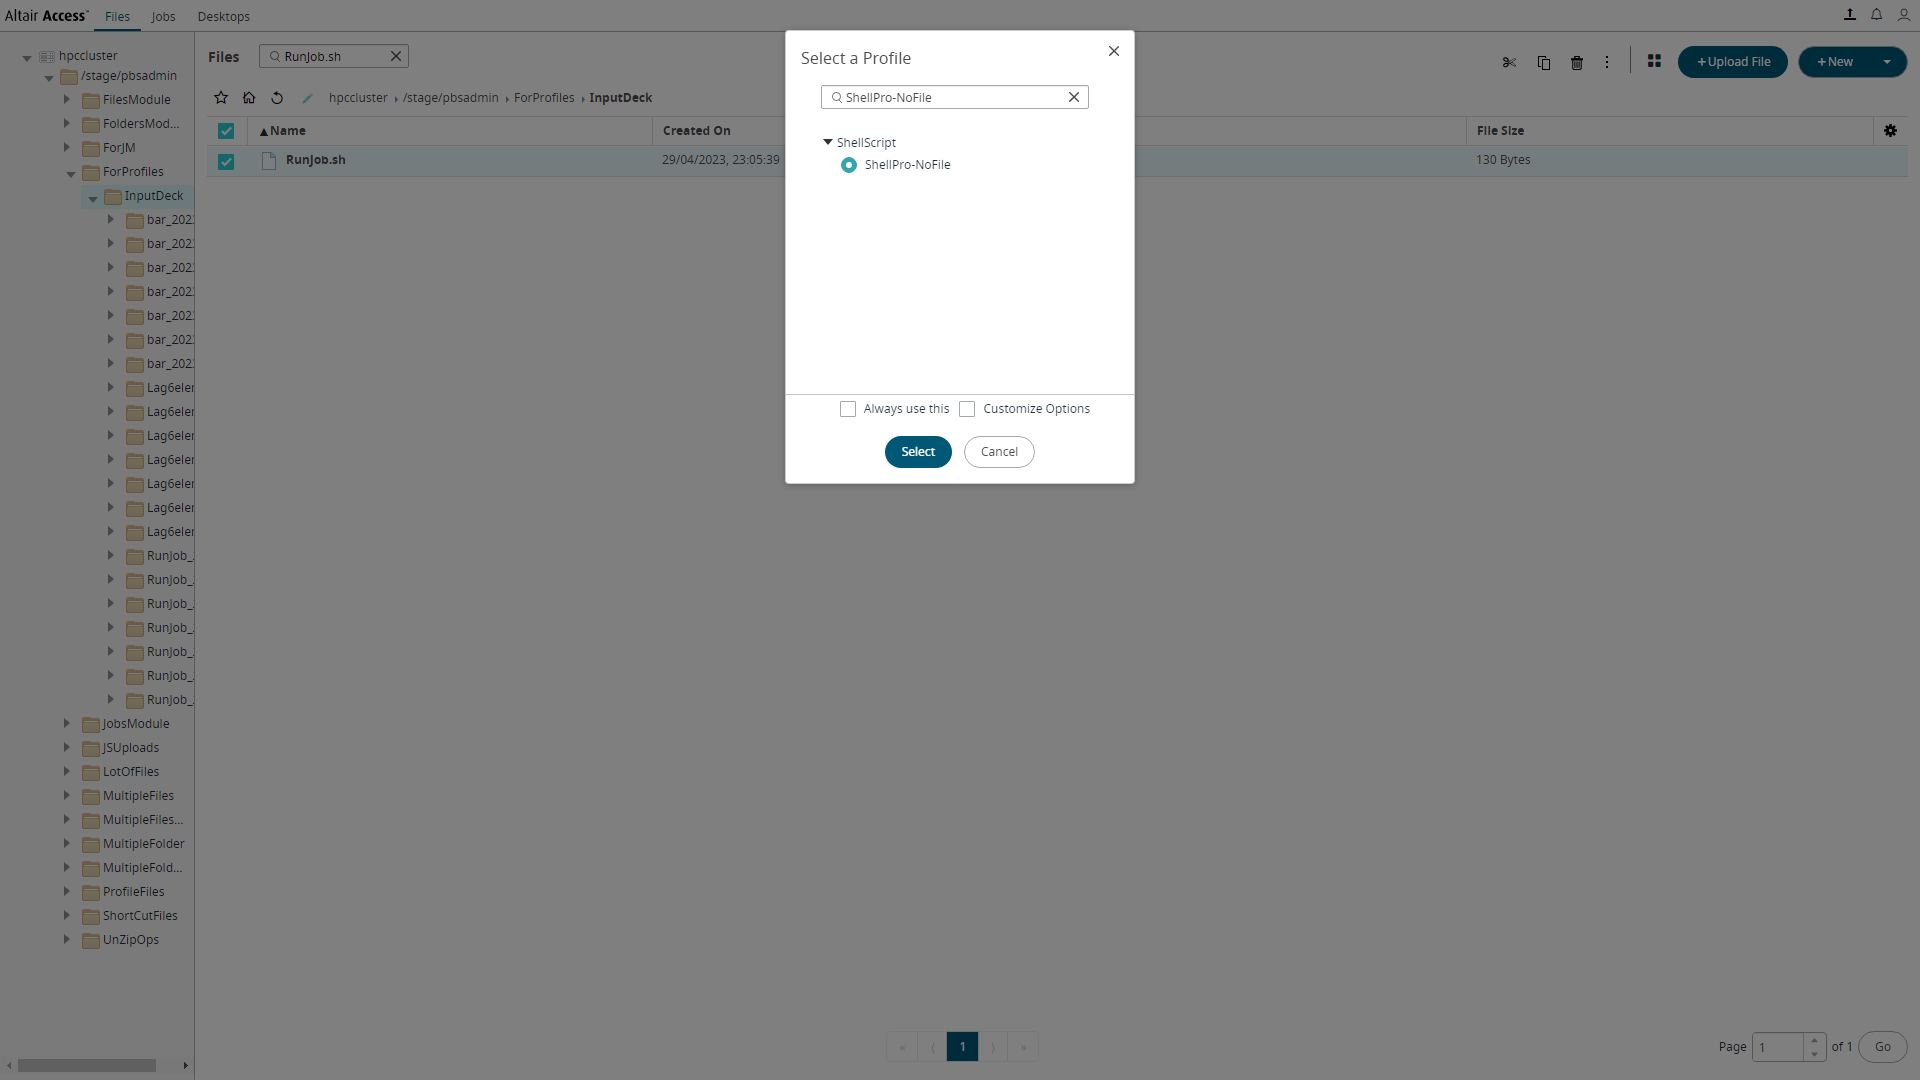 Altair Access™
Files
Jobs
Desktops
hpccluster
/stage/pbsadmin
FilesModule
FoldersMod...
ForJM
ForProfiles
InputDeck
bar_202
bar_202
bar_202
bar_202
bar_202
bar_202
bar_202
Lag6eler
Lag6eler
Lag6eler
Lag6eler
Lag6eler
Lag6eler
Lag6eler
RunJob_
RunJob_
RunJob_
RunJob_
RunJob_
RunJob_
RunJob_
JobsModule
JSUploads
LotOfFiles
MultipleFiles
MultipleFiles...
MultipleFolder
MultipleFold...
ProfileFiles
ShortCutFiles
UnZipOps
Files
RunJob.sh
+Upload File
+New
hpccluster › /stage/pbsadmin › ForProfiles › InputDeck
Name
Created On
File Size
RunJob.sh
29/04/2023, 23:05:39
130 Bytes
Select a Profile
ShellPro-NoFile
ShellScript
ShellPro-NoFile
Always use this
Customize Options
Select
Cancel
1
Page 1 of 1 Go